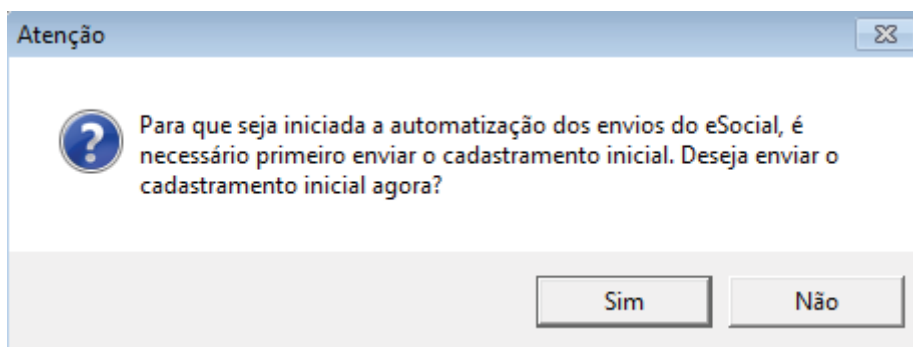 Atenção
Para que seja iniciada a automatização dos envios do eSocial, é
necessário primeiro enviar o cadastramento inicial. Deseja enviar o
cadastramento inicial agora?
Sim
Não